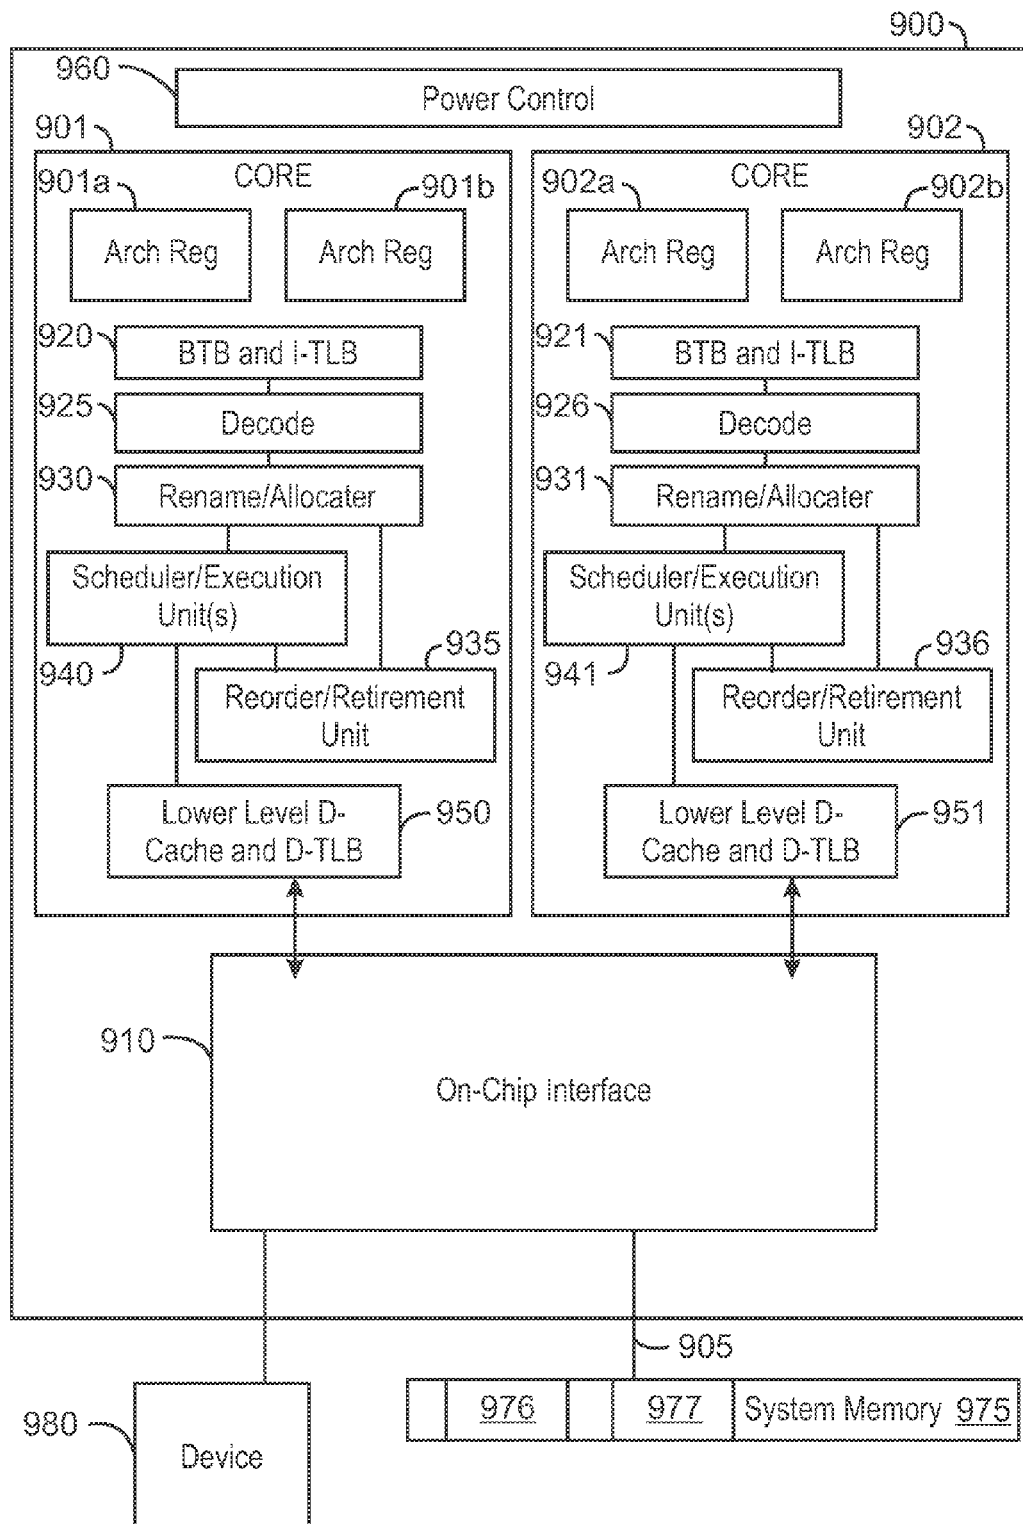 900
960
Power Control
901
902
CORE
CORE
901a
901b
902a
902b
Arch Reg
Arch Reg
Arch Reg
Arch Reg
920
BTB and I-TLB
921
BTB and I-TLB
925
Decode
926
Decode
930
Rename/Allocater
931
Rename/Allocater
Scheduler/Execution
Unit(s)
Scheduler/Execution
Unit(s)
940
935
941
936
Reorder/Retirement
Unit
Reorder/Retirement
Unit
Lower Level D-
Cache and D-TLB
950
Lower Level D-
Cache and D-TLB
951
910
On-Chip Interface
905
976
977
System Memory 975
980
Device